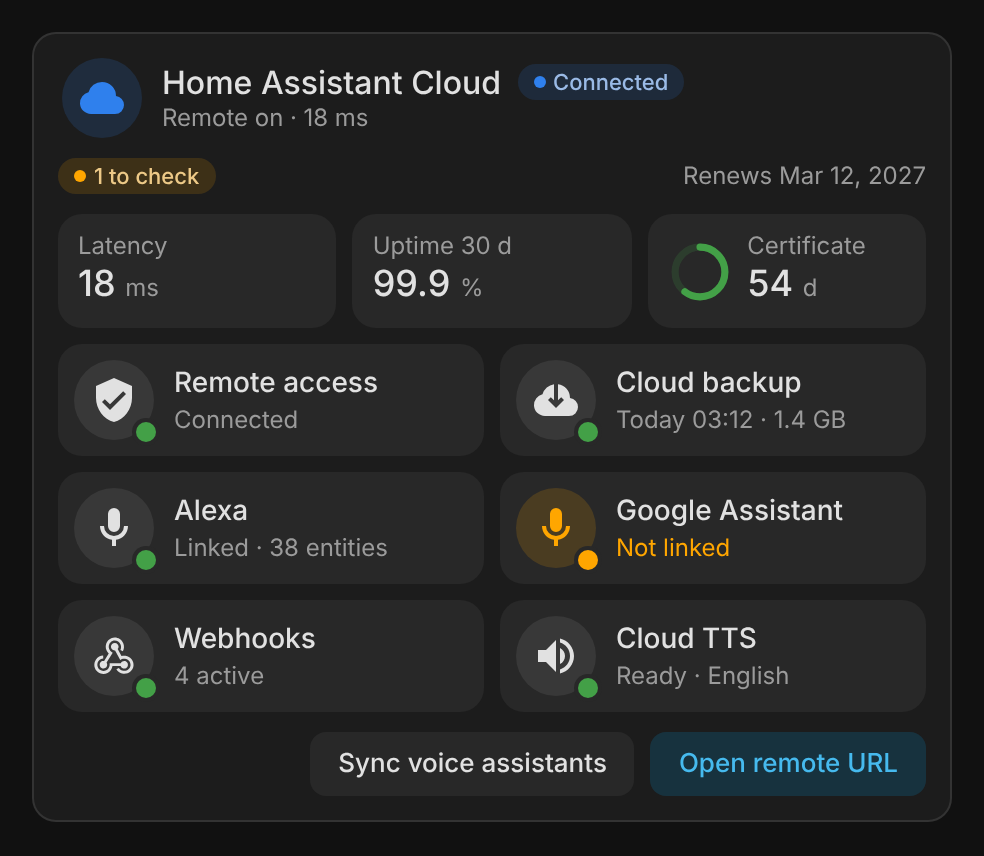 Home Assistant Cloud
Connected
Remote on · 18 ms
1 to check
Renews Mar 12, 2027
Latency
18 ms
Uptime 30 d
99.9 %
Certificate
54 d
Remote access
Connected
Cloud backup
Today 03:12 · 1.4 GB
Alexa
Linked · 38 entities
Google Assistant
Not linked
Webhooks
4 active
Cloud TTS
Ready · English
Sync voice assistants
Open remote URL